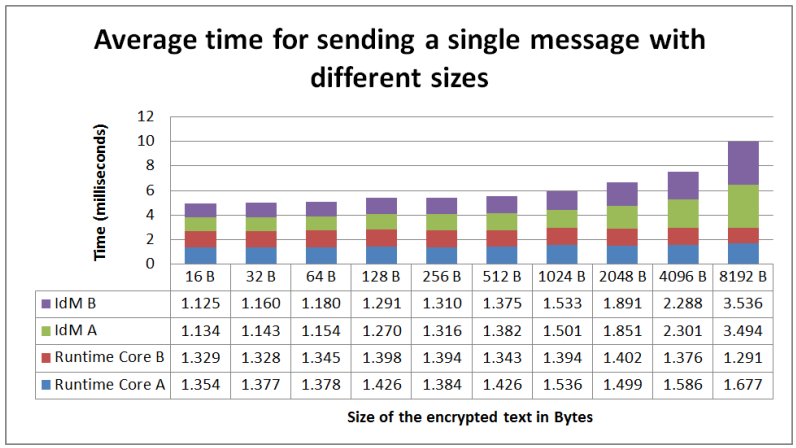 Average time for sending a single message with
different sizes
Time (milliseconds)
12
10
8
6
4
2
0
16 B 32 B 64 B 128 B 256 B 512 B 1024 B 2048 B 4096 B 8192 B
IdM B 1.125 1.160 1.180 1.291 1.310 1.375 1.533 1.891 2.288 3.536
IdM A 1.134 1.143 1.154 1.270 1.316 1.382 1.501 1.851 2.301 3.494
Runtime Core B 1.329 1.328 1.345 1.398 1.394 1.343 1.394 1.402 1.376 1.291
Runtime Core A 1.354 1.377 1.378 1.426 1.384 1.426 1.536 1.499 1.586 1.677
Size of the encrypted text in Bytes